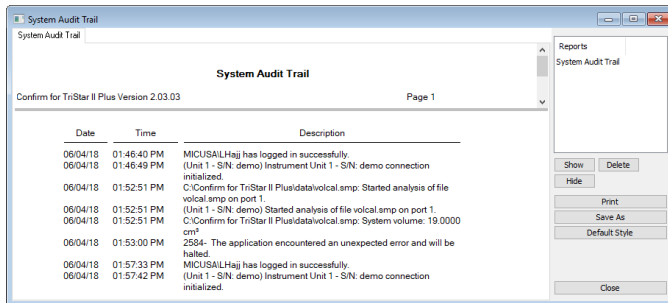 System Audit Trail
System Audit Trail
System Audit Trail
Confirm for TriStar II Plus Version 2.03.03 Page 1
Date Time Description
06/04/18 01:46:40 PM MICUSA\LHajj has logged in successfully.
06/04/18 01:46:49 PM (Unit 1 - S/N: demo) Instrument Unit 1 - S/N: demo connection
initialized.
06/04/18 01:52:51 PM C:\Confirm for TriStar II Plus\data\volcal.smp: Started analysis of file
volcal.smp on port 1.
06/04/18 01:52:51 PM (Unit 1 - S/N: demo) Started analysis of file volcal.smp on port 1.
06/04/18 01:52:51 PM C:\Confirm for TriStar II Plus\data\volcal.smp: System volume: 19.0000
cm³
06/04/18 01:53:00 PM 2584- The application encountered an unexpected error and will be
halted.
06/04/18 01:57:33 PM MICUSA\LHajj has logged in successfully.
06/04/18 01:57:42 PM (Unit 1 - S/N: demo) Instrument Unit 1 - S/N: demo connection
initialized.
Reports
System Audit Trail
Show Delete
Hide
Print
Save As
Default Style
Close